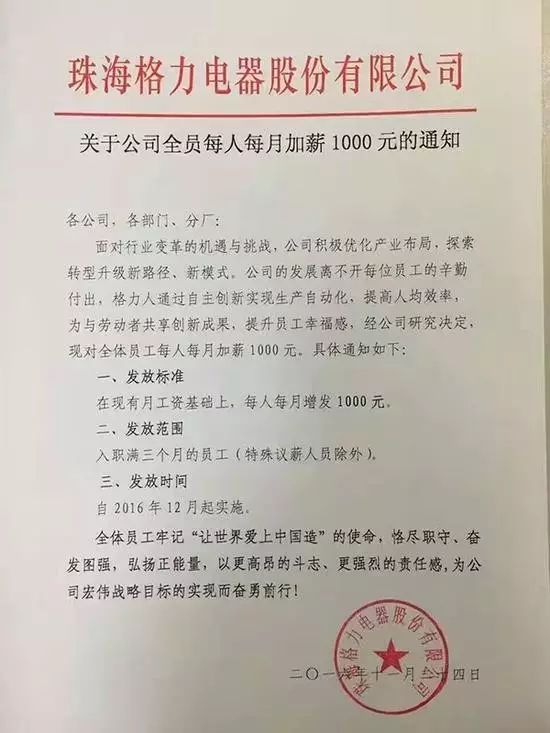 珠海格力电器股份有限公司
关于公司全员每人每月加薪 1000 元的通知
各公司，各部门、分厂：
面对行业变革的机遇与挑战，公司积极优化产业布局，探索
转型升级新路径、新模式。公司的发展离不开每位员工的辛勤
付出，格力人通过自主创新实现生产自动化，提高人均效率，
为与劳动者共享创新成果，提升员工幸福感，经公司研究决定，
现对全体员工每人每月加薪 1000 元。具体通知如下：
一、发放标准
在现有月工资基础上，每人每月增发 1000 元。
二、发放范围
入职满三个月的员工（特殊议薪人员除外）。
三、发放时间
自 2016 年 12 月起实施。
全体员工牢记“让世界爱上中国造”的使命，恪尽职守、奋
发图强，弘扬正能量，以更高昂的斗志、更强烈的责任感，为公
司宏伟战略目标的实现而奋勇前行！
珠海格力电器股份有限公司
二〇一六年十一月二十四日